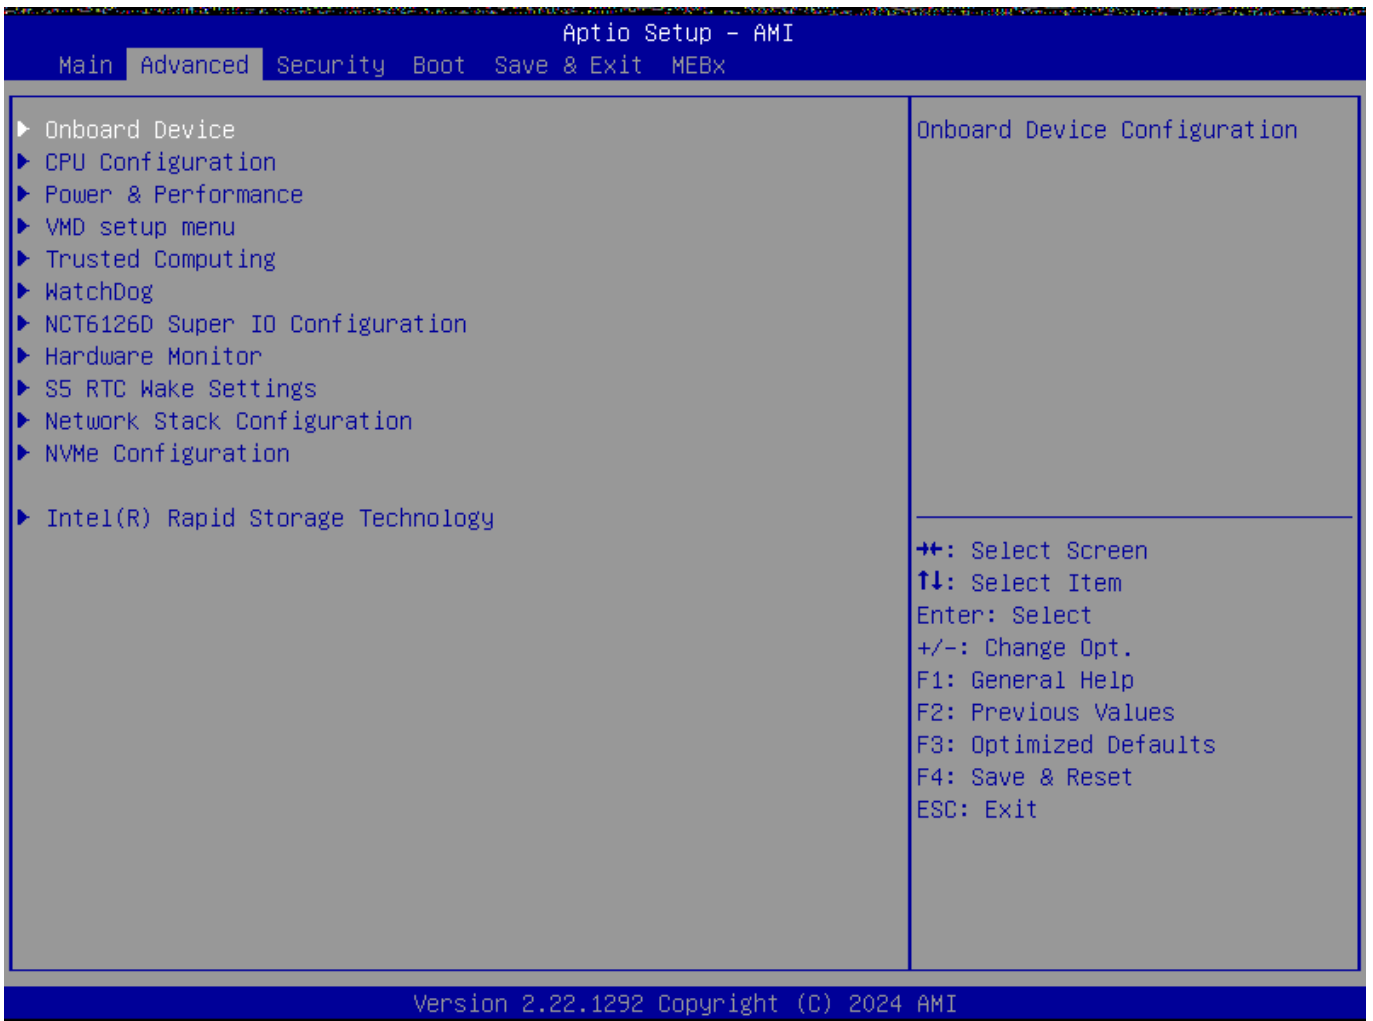 Aptio Setup - AMI
Main Advanced Security Boot Save & Exit MEBx
Onboard Device
CPU Configuration
Power & Performance
VMD setup menu
Trusted Computing
WatchDog
NCT6126D Super IO Configuration
Hardware Monitor
S5 RTC Wake Settings
Network Stack Configuration
NVMe Configuration
Intel(R) Rapid Storage Technology
Onboard Device Configuration
→←: Select Screen
↑↓: Select Item
Enter: Select
+/-: Change Opt.
F1: General Help
F2: Previous Values
F3: Optimized Defaults
F4: Save & Reset
ESC: Exit
Version 2.22.1292 Copyright (C) 2024 AMI